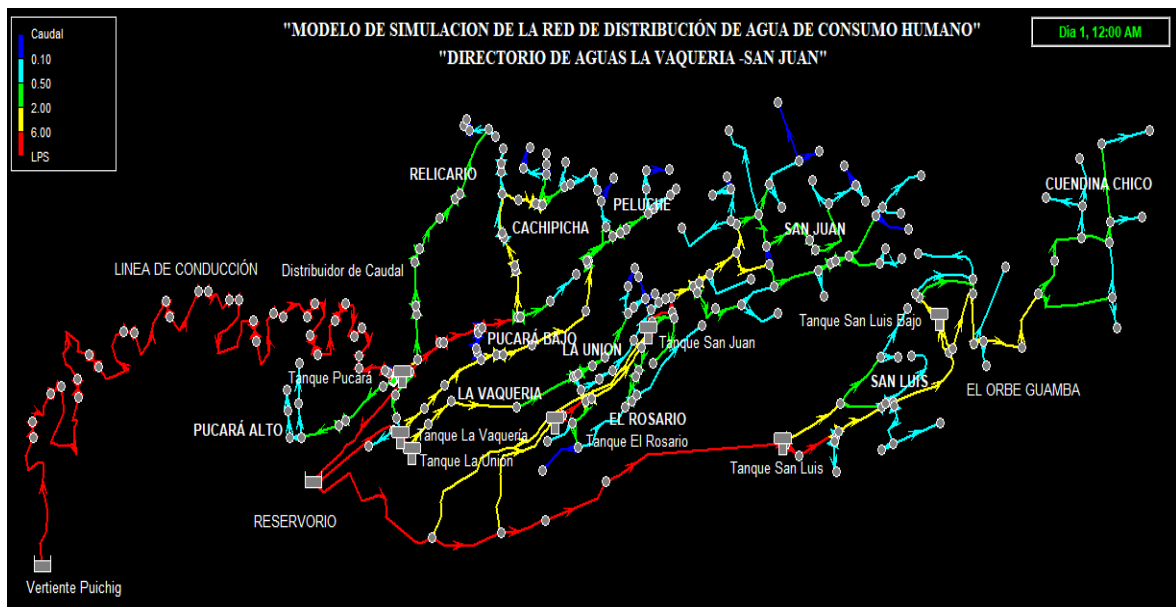 "MODELO DE SIMULACION DE LA RED DE DISTRIBUCIÓN DE AGUA DE CONSUMO HUMANO"
"DIRECTORIO DE AGUAS LA VAQUERIA -SAN JUAN"
Dia 1, 12:00 AM
Caudal
0.10
0.50
2.00
6.00
LPS
RELICARIO
CACHIPICHA
PELUCHE
SAN JUAN
CUENDINA CHICO
LINEA DE CONDUCCIÓN
Distribuidor de Caudal
Tanque San Luis Bajo
PUCARÁ BAJO
LA UNION
Tanque San Juan
Tanque Pucará
LA VAQUERIA
SAN LUIS
EL ORBE GUAMBA
PUCARÁ ALTO
EL ROSARIO
Tanque La Vaquería
Tanque El Rosario
Tanque La Unión
Tanque San Luis
RESERVORIO
Vertiente Puichig